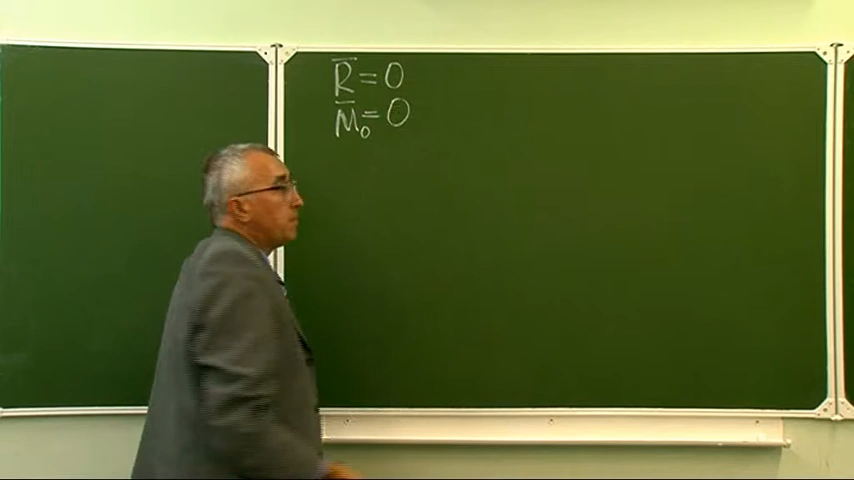 R̅ = 0
M̅₀ = 0